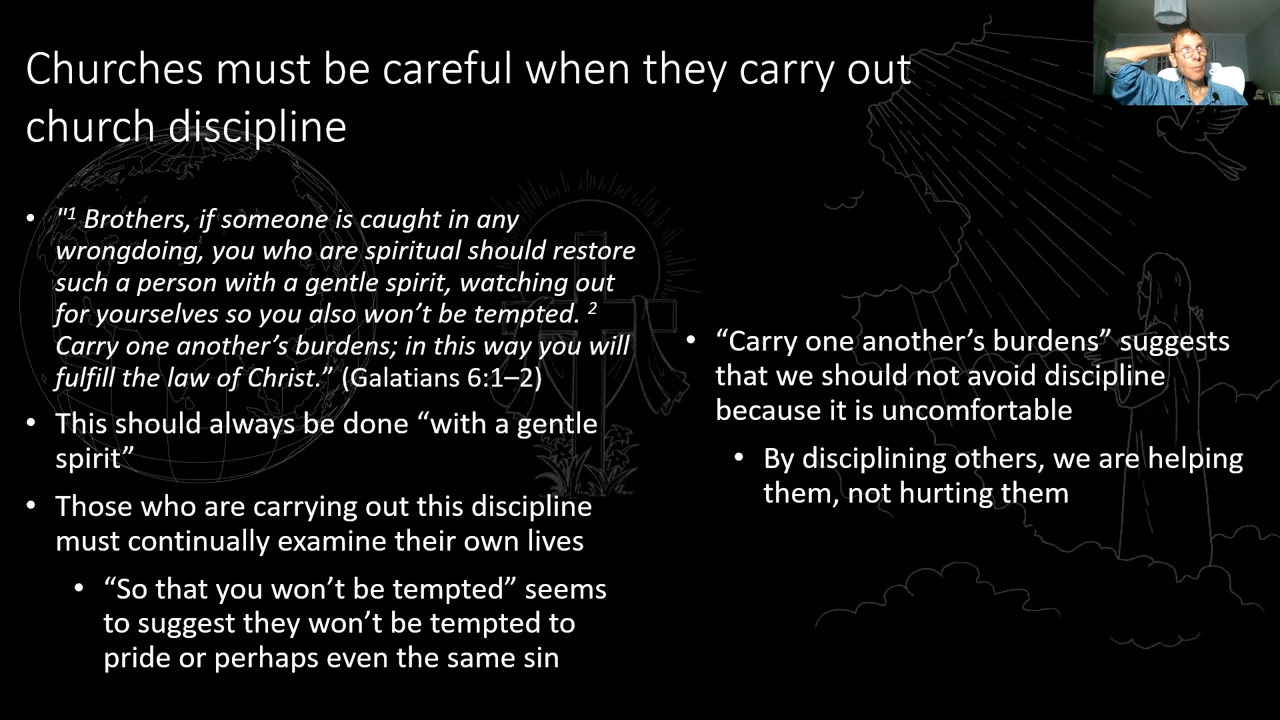 Churches must be careful when they carry out
church discipline
• "1 Brothers, if someone is caught in any
wrongdoing, you who are spiritual should restore
such a person with a gentle spirit, watching out
for yourselves so you also won’t be tempted. 2
Carry one another’s burdens; in this way you will
fulfill the law of Christ.” (Galatians 6:1–2)
• This should always be done “with a gentle
spirit”
• Those who are carrying out this discipline
must continually examine their own lives
• “So that you won’t be tempted” seems
to suggest they won’t be tempted to
pride or perhaps even the same sin
• “Carry one another’s burdens” suggests
that we should not avoid discipline
because it is uncomfortable
• By disciplining others, we are helping
them, not hurting them